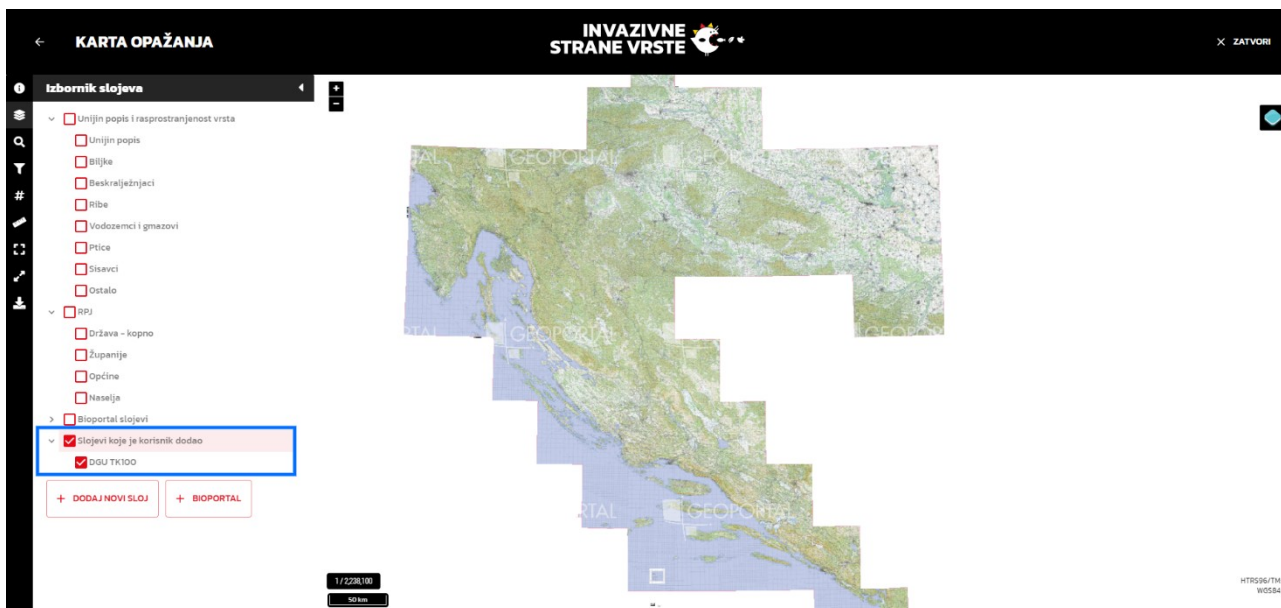 KARTA OPAŽANJA
INVAZIVNE
STRANE VRSTE
ZATVORI
Izbornik slojeva
Unijin popis i rasprostranjenost vrsta
Unijin popis
Biljke
Beskralježnjaci
Ribe
Vodozemci i gmazovi
Ptice
Sisavci
Ostalo
RPJ
Država - kopno
Županije
Općine
Naselja
Bioportal slojevi
Slojevi koje je korisnik dodao
DGU TK100
+ DODAJ NOVI SLOJ
+ BIOPORTAL
GEOPORTAL
GEOPORTAL
GEOPORTAL
GEOPORTAL
1 / 2,238,100
50 km
HTRS96/TM
WGS84